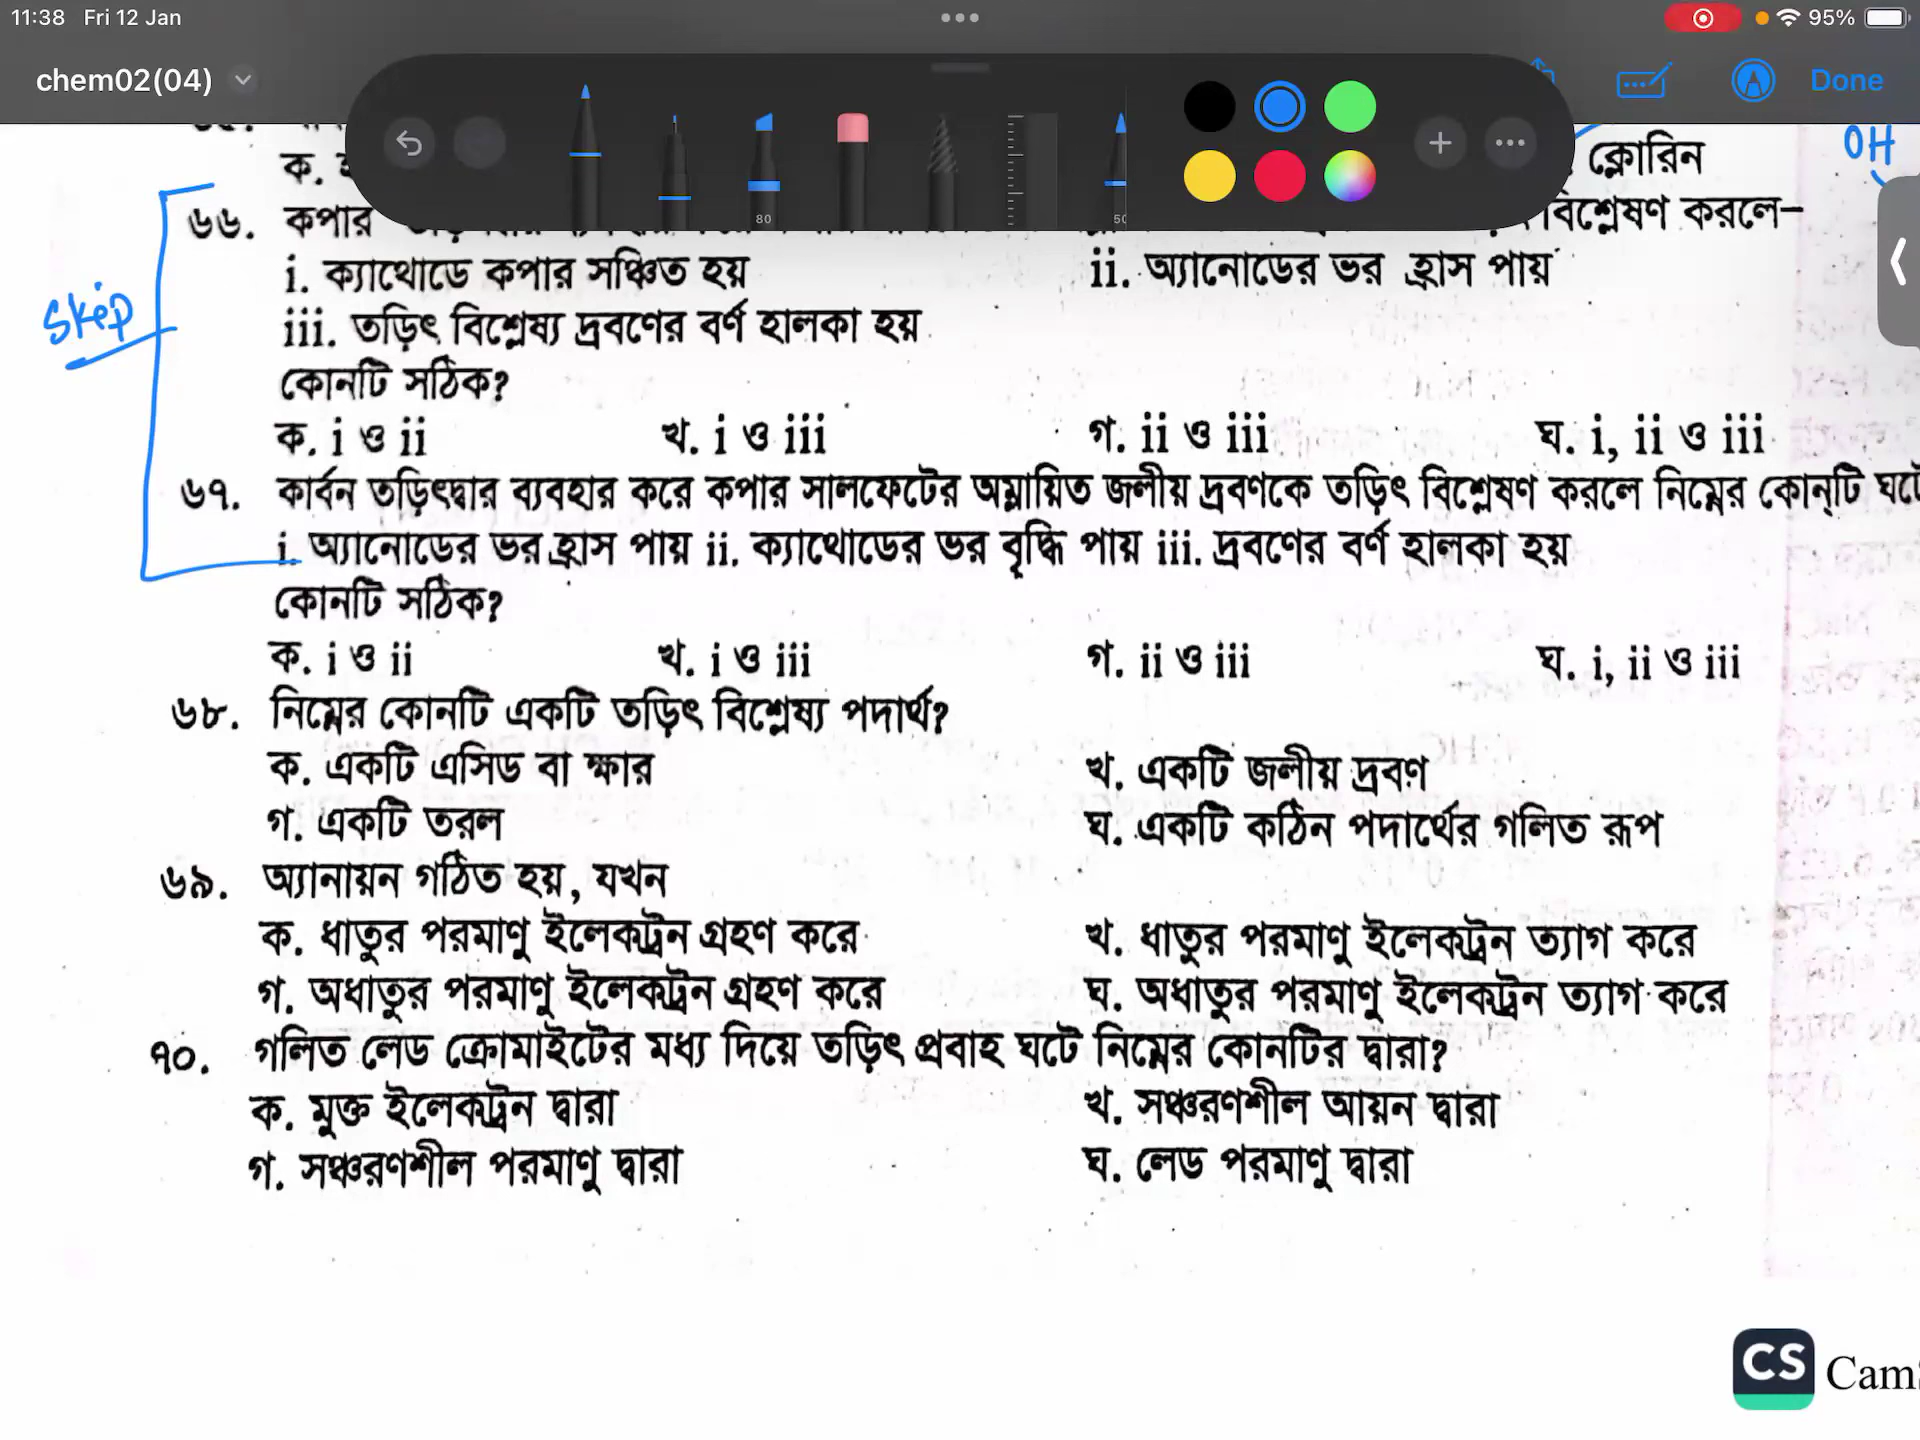 11:38 Fri 12 Jan 95%
chem02(04) Done
ক. ক্লোরিন OH
৬৬. কপার বিশ্লেষণ করলে–
i. ক্যাথোডে কপার সঞ্চিত হয় ii. অ্যানোডের ভর হ্রাস পায়
skip
iii. তড়িৎ বিশ্লেষ্য দ্রবণের বর্ণ হালকা হয়
কোনটি সঠিক?
ক. i ও ii খ. i ও iii গ. ii ও iii ঘ. i, ii ও iii
৬৭. কার্বন তড়িৎদ্বার ব্যবহার করে কপার সালফেটের অম্লায়িত জলীয় দ্রবণকে তড়িৎ বিশ্লেষণ করলে নিম্নের কোন্‌টি
i. অ্যানোডের ভর হ্রাস পায় ii. ক্যাথোডের ভর বৃদ্ধি পায় iii. দ্রবণের বর্ণ হালকা হয়
কোনটি সঠিক?
ক. i ও ii খ. i ও iii গ. ii ও iii ঘ. i, ii ও iii
৬৮. নিম্নের কোনটি একটি তড়িৎ বিশ্লেষ্য পদার্থ?
ক. একটি এসিড বা ক্ষার খ. একটি জলীয় দ্রবণ
গ. একটি তরল ঘ. একটি কঠিন পদার্থের গলিত রূপ
৬৯. অ্যানায়ন গঠিত হয়, যখন
ক. ধাতুর পরমাণু ইলেকট্রন গ্রহণ করে খ. ধাতুর পরমাণু ইলেকট্রন ত্যাগ করে
গ. অধাতুর পরমাণু ইলেকট্রন গ্রহণ করে ঘ. অধাতুর পরমাণু ইলেকট্রন ত্যাগ করে
৭০. গলিত লেড ক্রোমাইটের মধ্য দিয়ে তড়িৎ প্রবাহ ঘটে নিম্নের কোনটির দ্বারা?
ক. মুক্ত ইলেকট্রন দ্বারা খ. সঞ্চরণশীল আয়ন দ্বারা
গ. সঞ্চরণশীল পরমাণু দ্বারা ঘ. লেড পরমাণু দ্বারা
CS